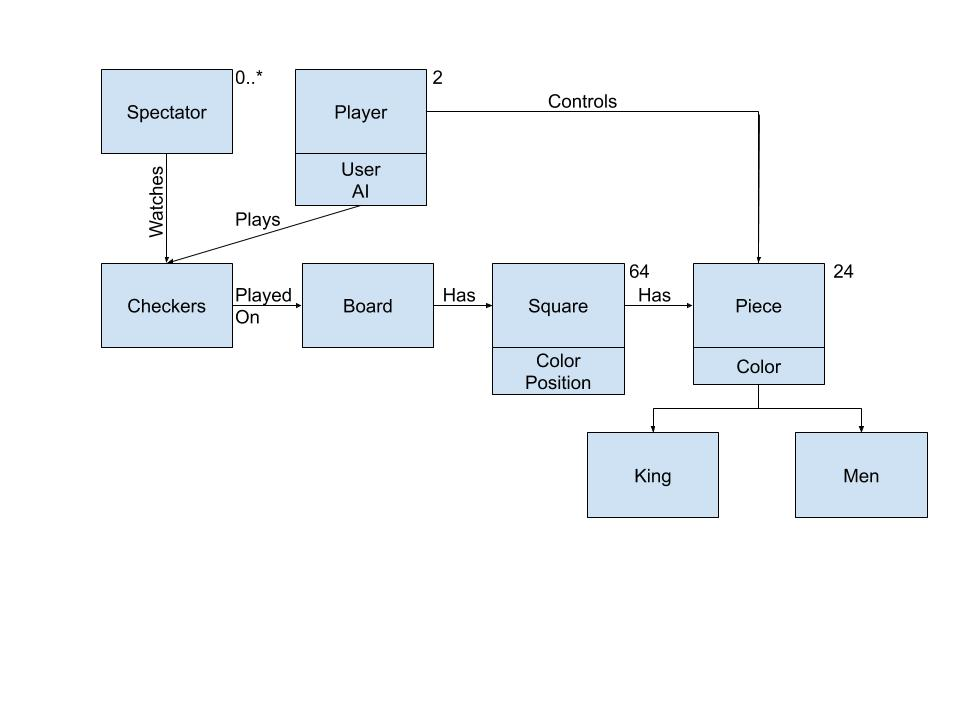 0..*
2
Spectator
Player
Controls
User
AI
Watches
Plays
64
24
Checkers
Played
On
Board
Has
Square
Has
Piece
Color
Position
Color
King
Men